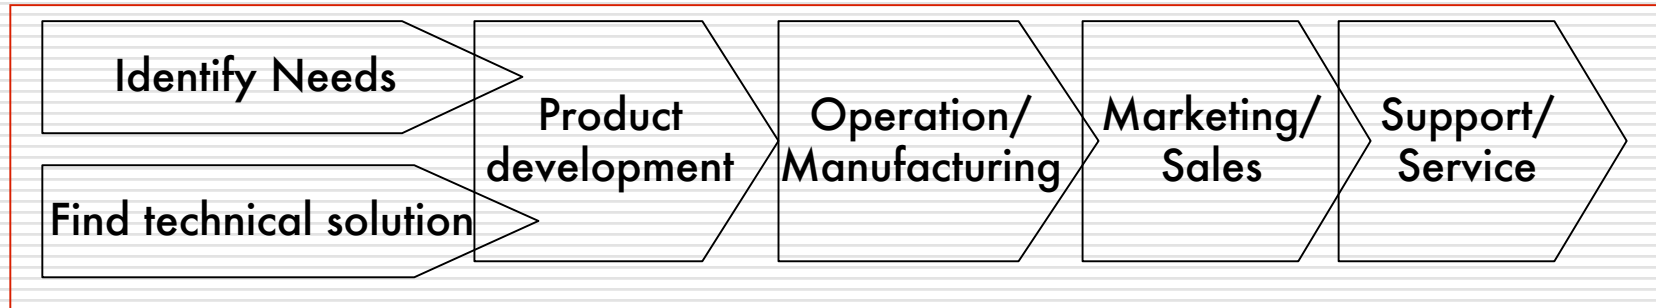 Identify Needs
Find technical solution
Product
development
Operation/
Manufacturing
Marketing/
Sales
Support/
Service